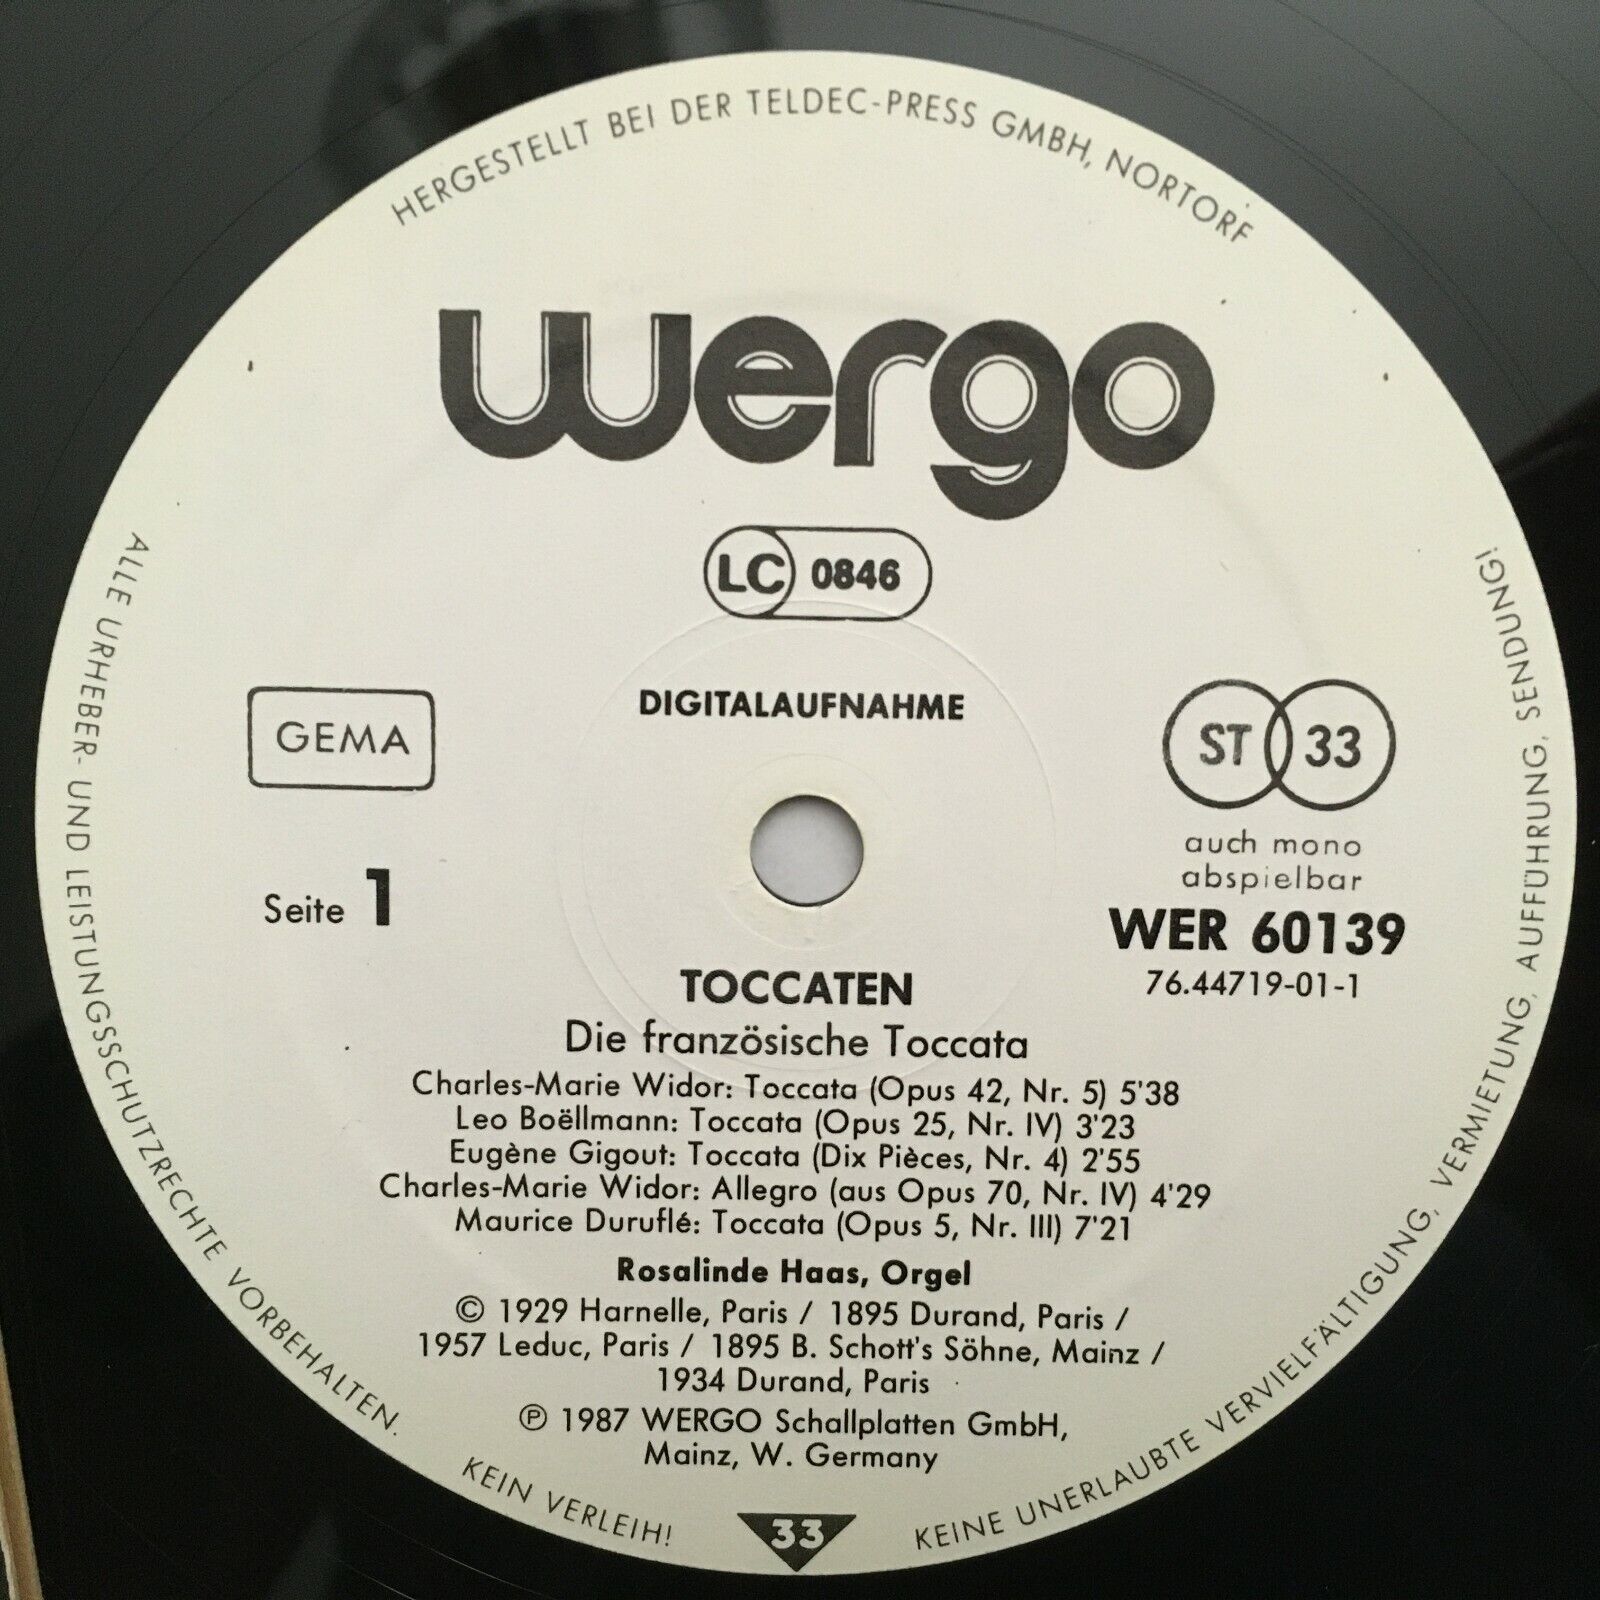 HERGESTELLT BEI DER TELDEC-PRESS GMBH, NORTORF
wergo
LC 0846
DIGITALAUFNAHME
GEMA
ST 33
auch mono
abspielbar
Seite 1
WER 60139
76.44719-01-1
TOCCATEN
Die französische Toccata
Charles-Marie Widor: Toccata (Opus 42, Nr. 5) 5'38
Leo Boëllmann: Toccata (Opus 25, Nr. IV) 3'23
Eugène Gigout: Toccata (Dix Pièces, Nr. 4) 2'55
Charles-Marie Widor: Allegro (aus Opus 70, Nr. IV) 4'29
Maurice Duruflé: Toccata (Opus 5, Nr. III) 7'21
Rosalinde Haas, Orgel
© 1929 Harnelle, Paris / 1895 Durand, Paris /
1957 Leduc, Paris / 1895 B. Schott's Söhne, Mainz /
1934 Durand, Paris
℗ 1987 WERGO Schallplatten GmbH,
Mainz, W. Germany
33
ALLE URHEBER- UND LEISTUNGSSCHUTZRECHTE VORBEHALTEN.
KEIN VERLEIH!
KEINE UNERLAUBTE VERVIELFÄLTIGUNG, VERMIETUNG, AUFFÜHRUNG, SENDUNG!